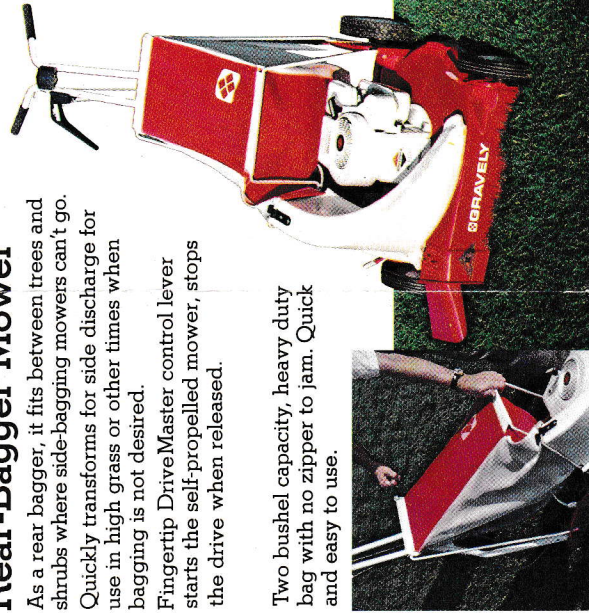 Rear-Bagger Mower
As a rear bagger, it fits between trees and
shrubs where side-bagging mowers can't go.
Quickly transforms for side discharge for
use in high grass or other times when
bagging is not desired.
Fingertip DriveMaster control lever
starts the self-propelled mower, stops
the drive when released.
Two bushel capacity, heavy duty
bag with no zipper to jam. Quick
and easy to use.
GRAVELY